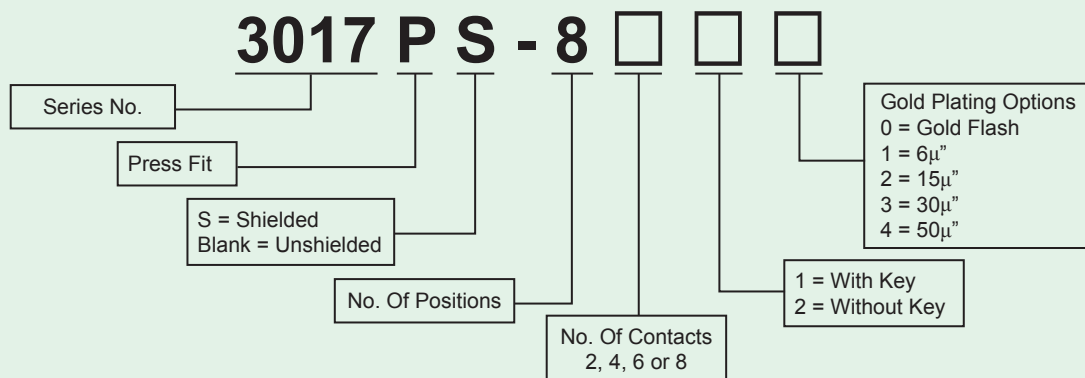 3017 P S - 8 □ □ □
Series No.
Press Fit
S = Shielded
Blank = Unshielded
No. Of Positions
No. Of Contacts
2, 4, 6 or 8
1 = With Key
2 = Without Key
Gold Plating Options
0 = Gold Flash
1 = 6µ”
2 = 15µ”
3 = 30µ”
4 = 50µ”